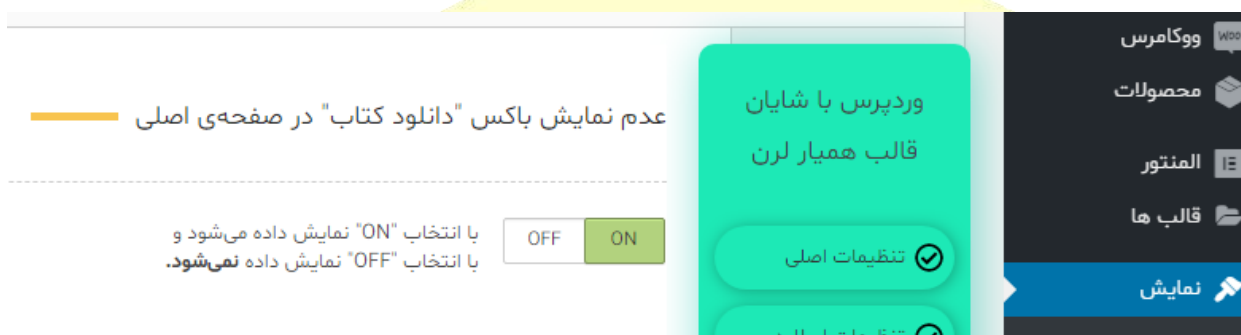 ووکامرس
محصولات
المنتور
قالب ها
نمایش
وردپرس با شایان
قالب همیار لرن
تنظیمات اصلی
عدم نمایش باکس "دانلود کتاب" در صفحه‌ی اصلی
ON
OFF
با انتخاب "ON" نمایش داده می‌شود و
با انتخاب "OFF" نمایش داده نمی‌شود.